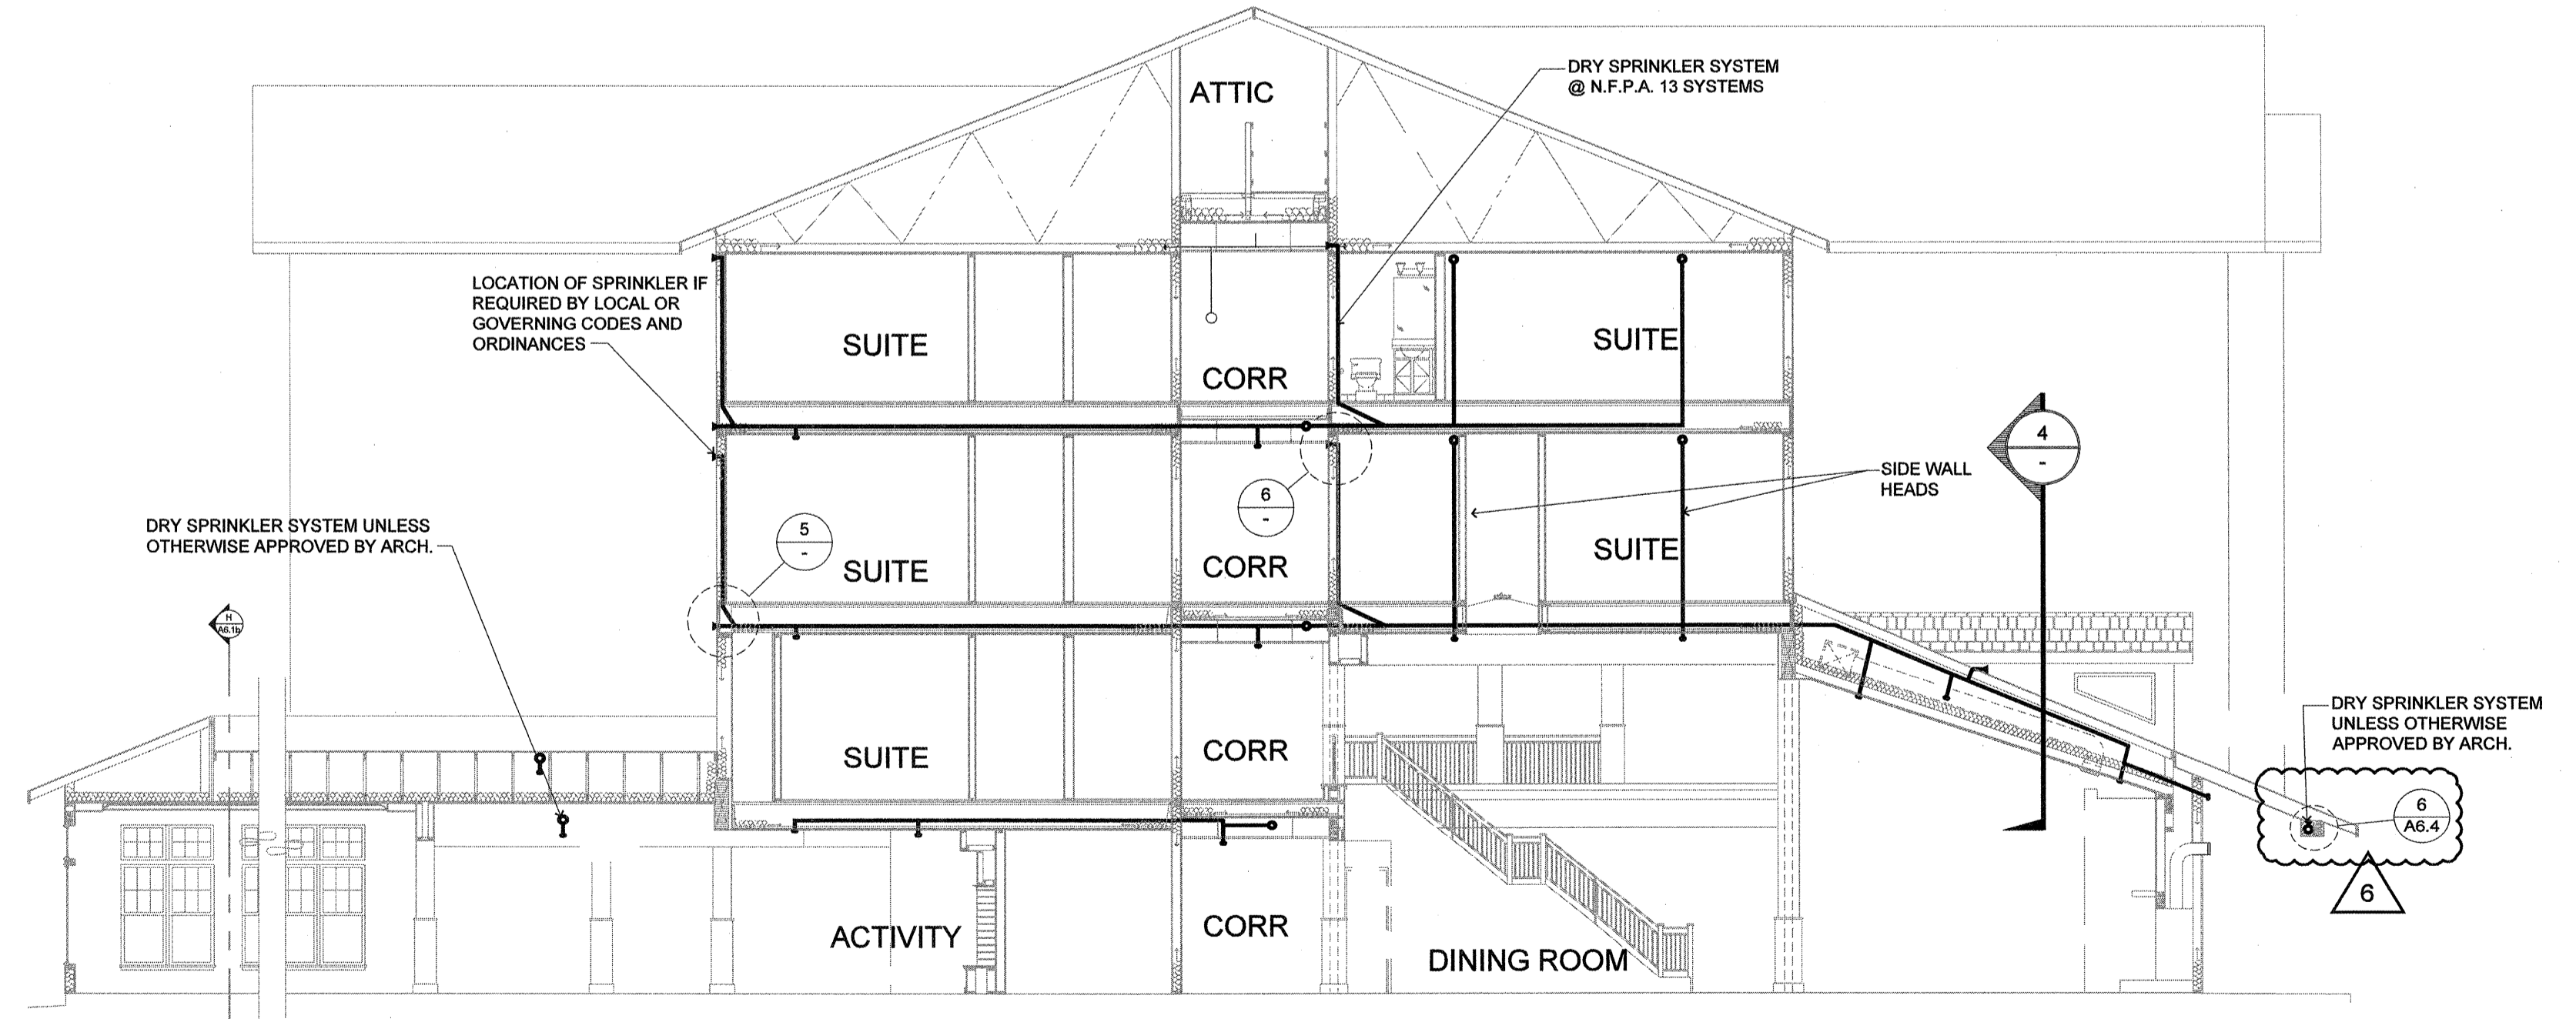 ATTIC
DRY SPRINKLER SYSTEM
@ N.F.P.A. 13 SYSTEMS
LOCATION OF SPRINKLER IF
REQUIRED BY LOCAL OR
GOVERNING CODES AND
ORDINANCES
SUITE
CORR
SUITE
4
-
SIDE WALL
HEADS
6
-
5
-
DRY SPRINKLER SYSTEM UNLESS
OTHERWISE APPROVED BY ARCH.
SUITE
CORR
SUITE
H
A6.1b
SUITE
CORR
DRY SPRINKLER SYSTEM
UNLESS OTHERWISE
APPROVED BY ARCH.
6
A6.4
6
ACTIVITY
CORR
DINING ROOM